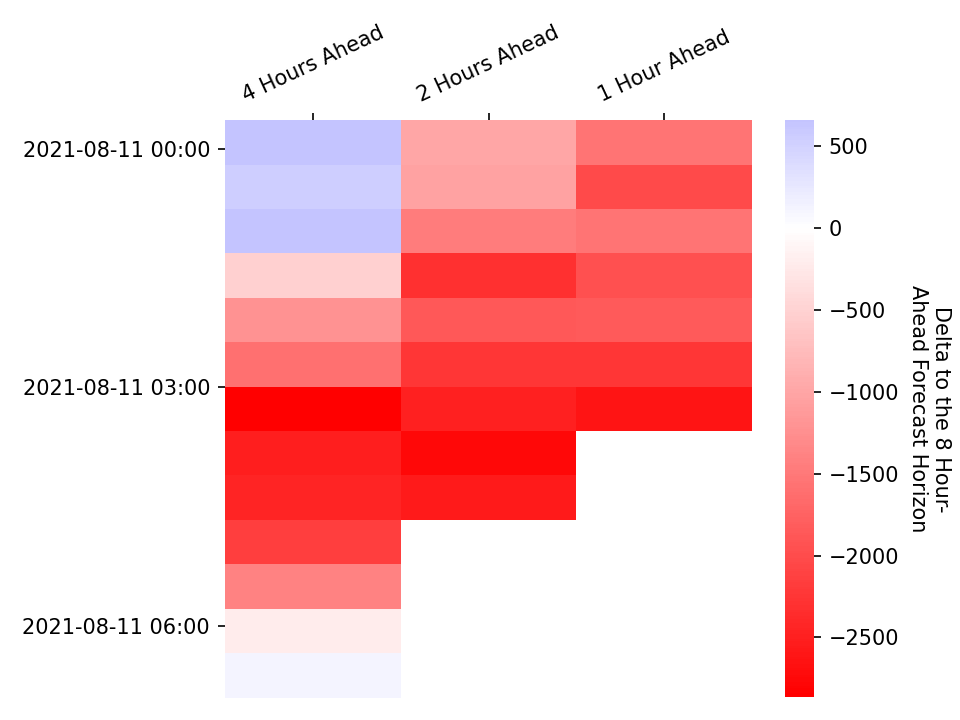 4 Hours Ahead
2 Hours Ahead
1 Hour Ahead
2021-08-11 00:00
2021-08-11 03:00
2021-08-11 06:00
500
0
−500
−1000
−1500
−2000
−2500
Delta to the 8 Hour-
Ahead Forecast Horizon